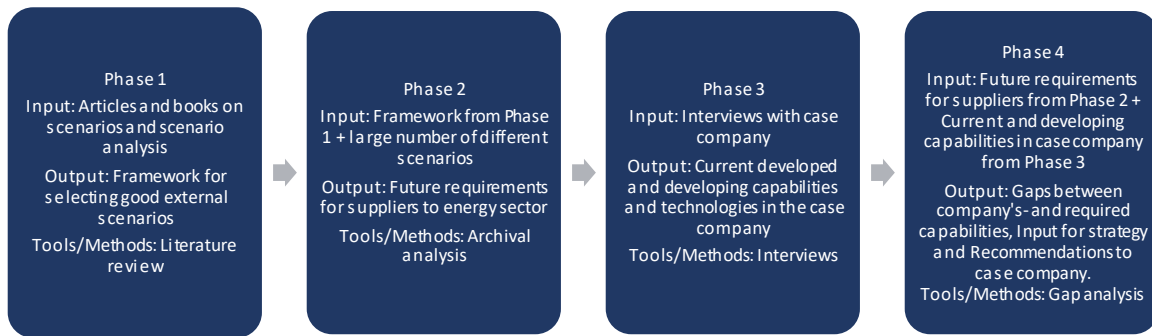 Phase 1
Input: Articles and books on
scenarios and scenario
analysis
Output: Framework for
selecting good external
scenarios
Tools/Methods: Literature
review
Phase 2
Input: Framework from Phase
1 + large number of different
scenarios
Output: Future requirements
for suppliers to energy sector
Tools/Methods: Archival
analysis
Phase 3
Input: Interviews with case
company
Output: Current developed
and developing capabilities
and technologies in the case
company
Tools/Methods: Interviews
Phase 4
Input: Future requirements
for suppliers from Phase 2 +
Current and developing
capabilities in case company
from Phase 3
Output: Gaps between
company's- and required
capabilities, Input for strategy
and Recommendations to
case company.
Tools/Methods: Gap analysis